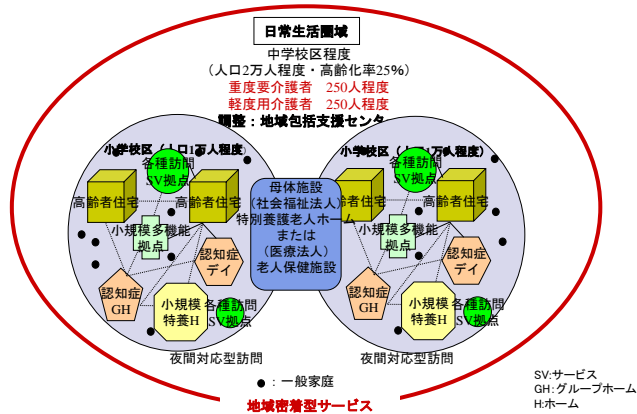 日常生活圏域
中学校区程度
(人口2万人程度・高齢化率25%)
重度要介護者 250人程度
軽度用介護者 250人程度
調整:地域包括支援センタ
小学校区(人口1万人程度)
各種訪問
SV拠点
高齢者住宅
高齢者住宅
小規模多機能
拠点
認知症
デイ
認知症
GH
小規模
特養H
各種訪問
SV拠点
母体施設
(社会福祉法人)
特別養護老人ホーム
または
(医療法人)
老人保健施設
小学校区(人口1万人程度)
各種訪問
SV拠点
高齢者住宅
高齢者住宅
小規模多機能
拠点
認知症
デイ
認知症
GH
小規模
特養H
各種訪問
SV拠点
夜間対応型訪問
夜間対応型訪問
●:一般家庭
地域密着型サービス
SV:サービス
GH:グループホーム
H:ホーム